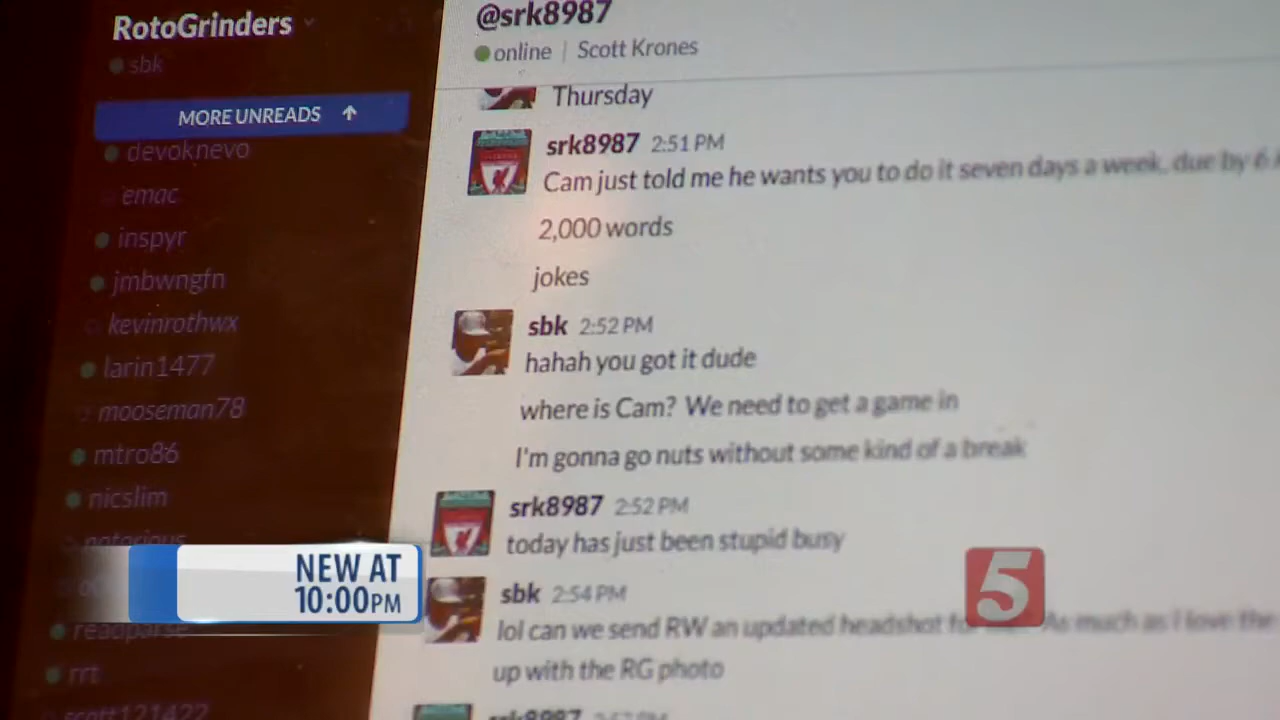 RotoGrinders
sbk
MORE UNREADS
devoknevo
emac
inspyr
jmbwngfn
kevinrothwx
larin1477
mooseman78
mtro86
nicslim
notorious
readparse
rrt
scott121422
@srk8987
online | Scott Krones
Thursday
srk8987 2:51 PM
Cam just told me he wants you to do it seven days a week, due by 6
2,000 words
jokes
sbk 2:52 PM
hahah you got it dude
where is Cam? We need to get a game in
I'm gonna go nuts without some kind of a break
srk8987 2:52 PM
today has just been stupid busy
sbk 2:54 PM
lol can we send RW an updated headshot As much as I love the
up with the RG photo
srk8987
NEW AT
10:00PM
5